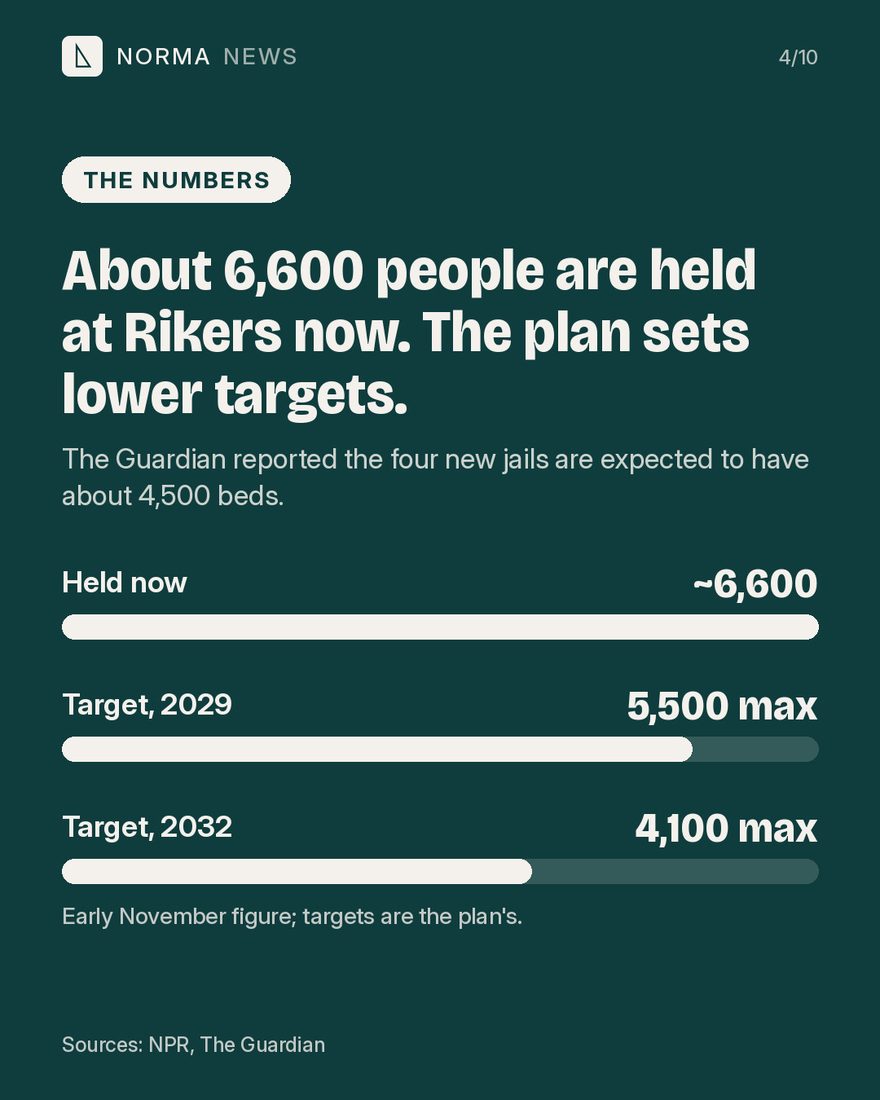 NORMA NEWS
4/10
THE NUMBERS
About 6,600 people are held
at Rikers now. The plan sets
lower targets.
The Guardian reported the four new jails are expected to have
about 4,500 beds.
Held now
~6,600
Target, 2029
5,500 max
Target, 2032
4,100 max
Early November figure; targets are the plan's.
Sources: NPR, The Guardian